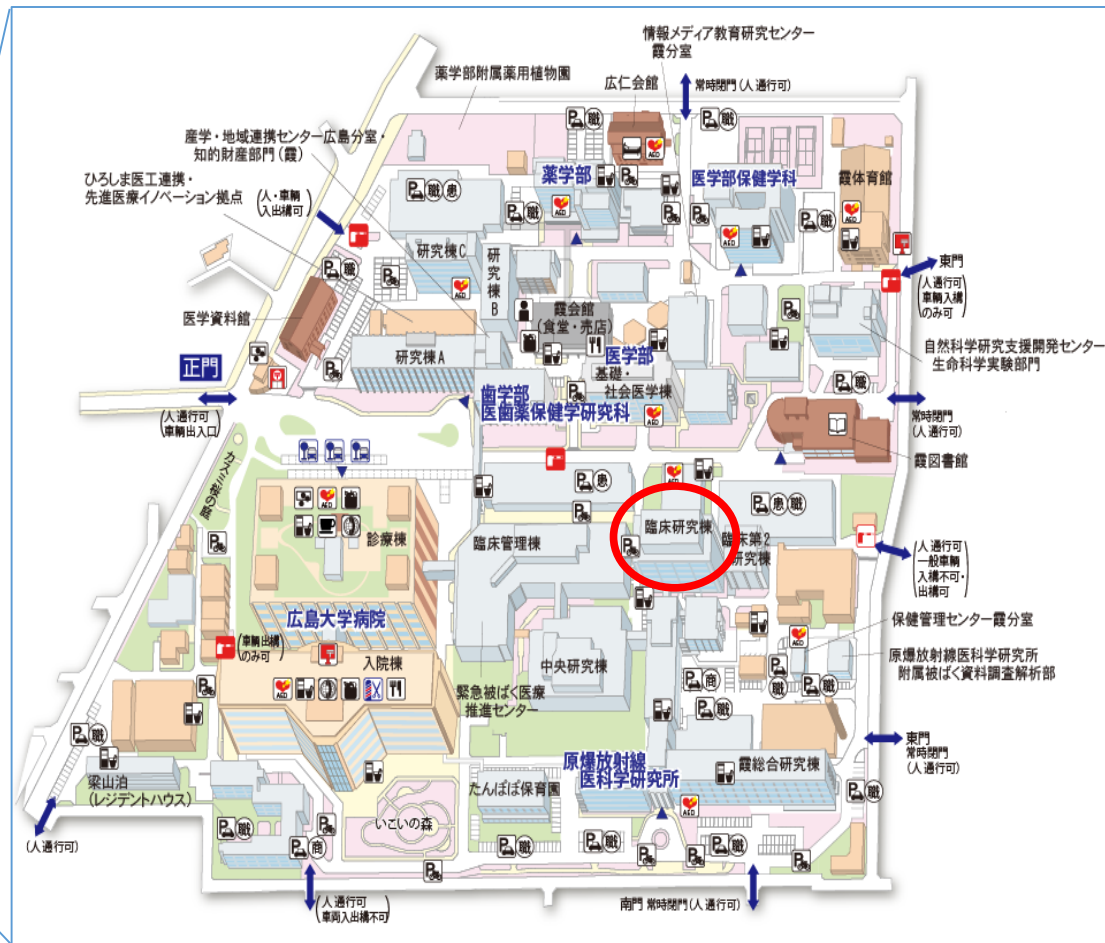 情報メディア教育研究センター
霞分室
薬学部附属薬用植物園
広仁会館
常時閉門(人通行可)
産学・地域連携センター広島分室・
知的財産部門(霞)
ひろしま医工連携・
先進医療イノベーション拠点
(人・車輌
入出構可)
薬学部
医学部保健学科
霞体育館
研究棟C
研究棟B
霞会館
(食堂・売店)
東門
(人通行可
車輌入構
のみ可)
医学資料館
研究棟A
医学部
基礎・
社会医学棟
自然科学研究支援開発センター
生命科学実験部門
正門
(人通行可
車輌出入口)
歯学部
医歯薬保健学研究科
常時閉門
(人通行可)
霞図書館
カスミ桜の庭
診療棟
臨床管理棟
臨床研究棟
臨床第2
研究棟
(人通行可
一般車輌
入構不可・
出構可)
広島大学病院
(車輌出構
のみ可)
入院棟
中央研究棟
緊急被ばく医療
推進センター
保健管理センター霞分室
原爆放射線医科学研究所
附属被ばく資料調査解析部
東門
常時閉門
(人通行可)
原爆放射線
医科学研究所
霞総合研究棟
梁山泊
(レジデントハウス)
たんぽぽ保育園
いこいの森
(人通行可)
(人通行可
車両入出構不可)
南門 常時閉門(人通行可)